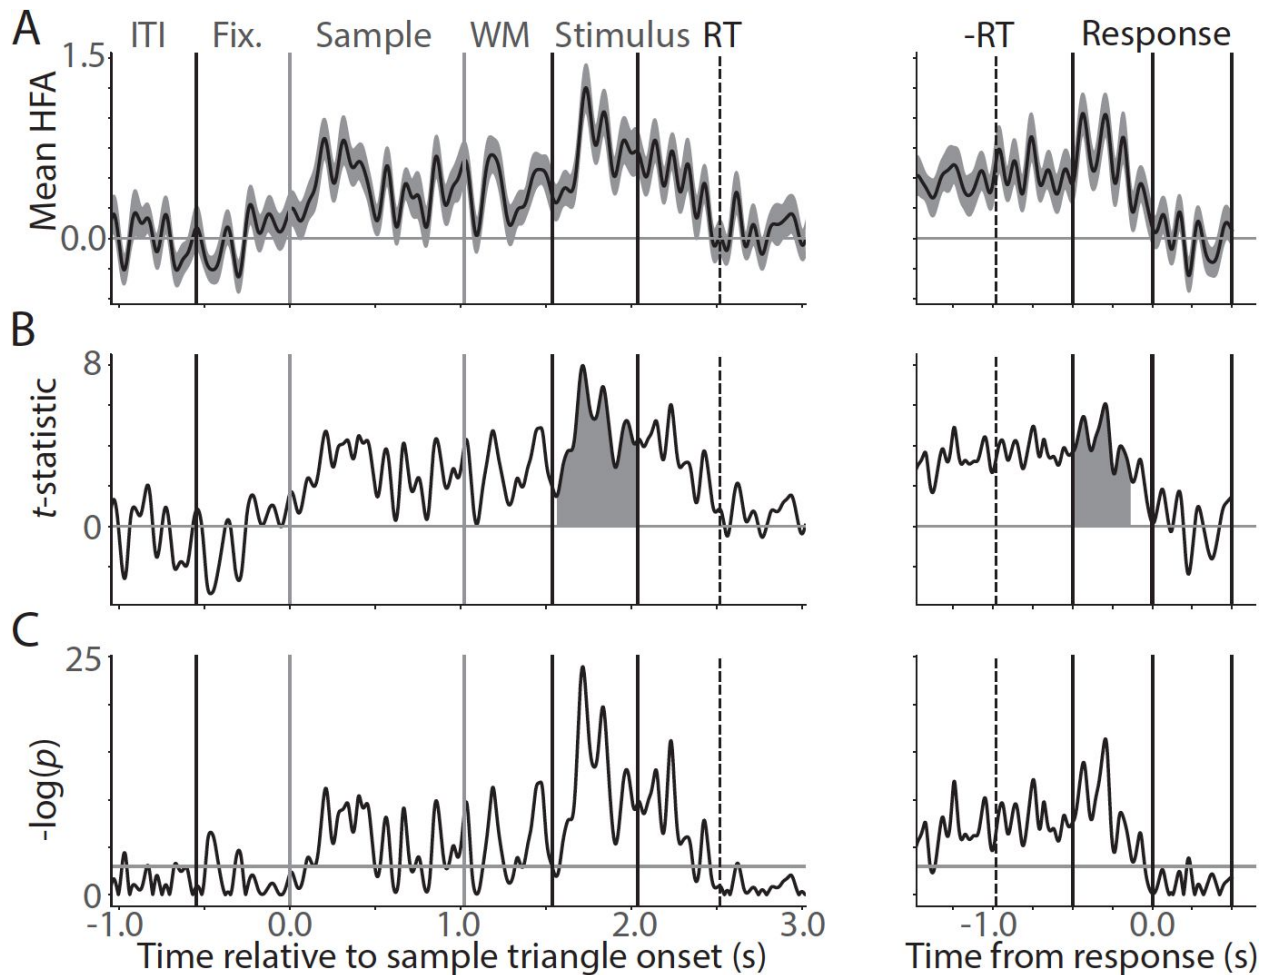 A
ITI Fix. Sample WM Stimulus RT -RT Response
1.5
Mean HFA
0.0
B
8
t-statistic
0
C
25
-log(p)
0
-1.0 0.0 1.0 2.0 3.0 -1.0 0.0
Time relative to sample triangle onset (s) Time from response (s)